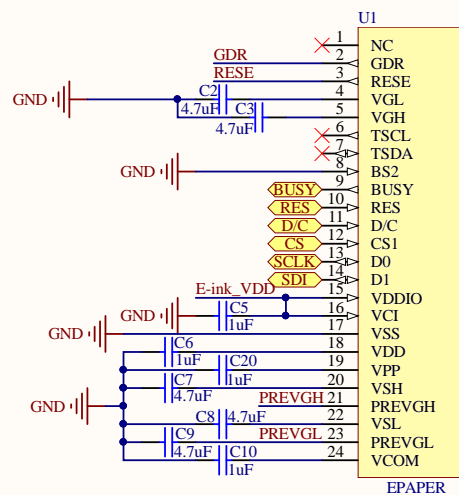 U1
1 NC
GDR 2 GDR
RESE 3 RESE
GND C2 4.7uF 4 VGL
C3 4.7uF 5 VGH
6 TSCL
7 TSDA
GND 8 BS2
BUSY 9 BUSY
RES 10 RES
D/C 11 D/C
CS 12 CS1
SCLK 13 D0
SDI 14 D1
E-ink_VDD 15 VDDIO
GND C5 1uF 16 VCI
GND 17 VSS
C6 1uF 18 VDD
C20 1uF 19 VPP
C7 4.7uF 20 VSH
GND PREVGH 21 PREVGH
C8 4.7uF 22 VSL
C9 4.7uF PREVGL 23 PREVGL
C10 1uF 24 VCOM
EPAPER